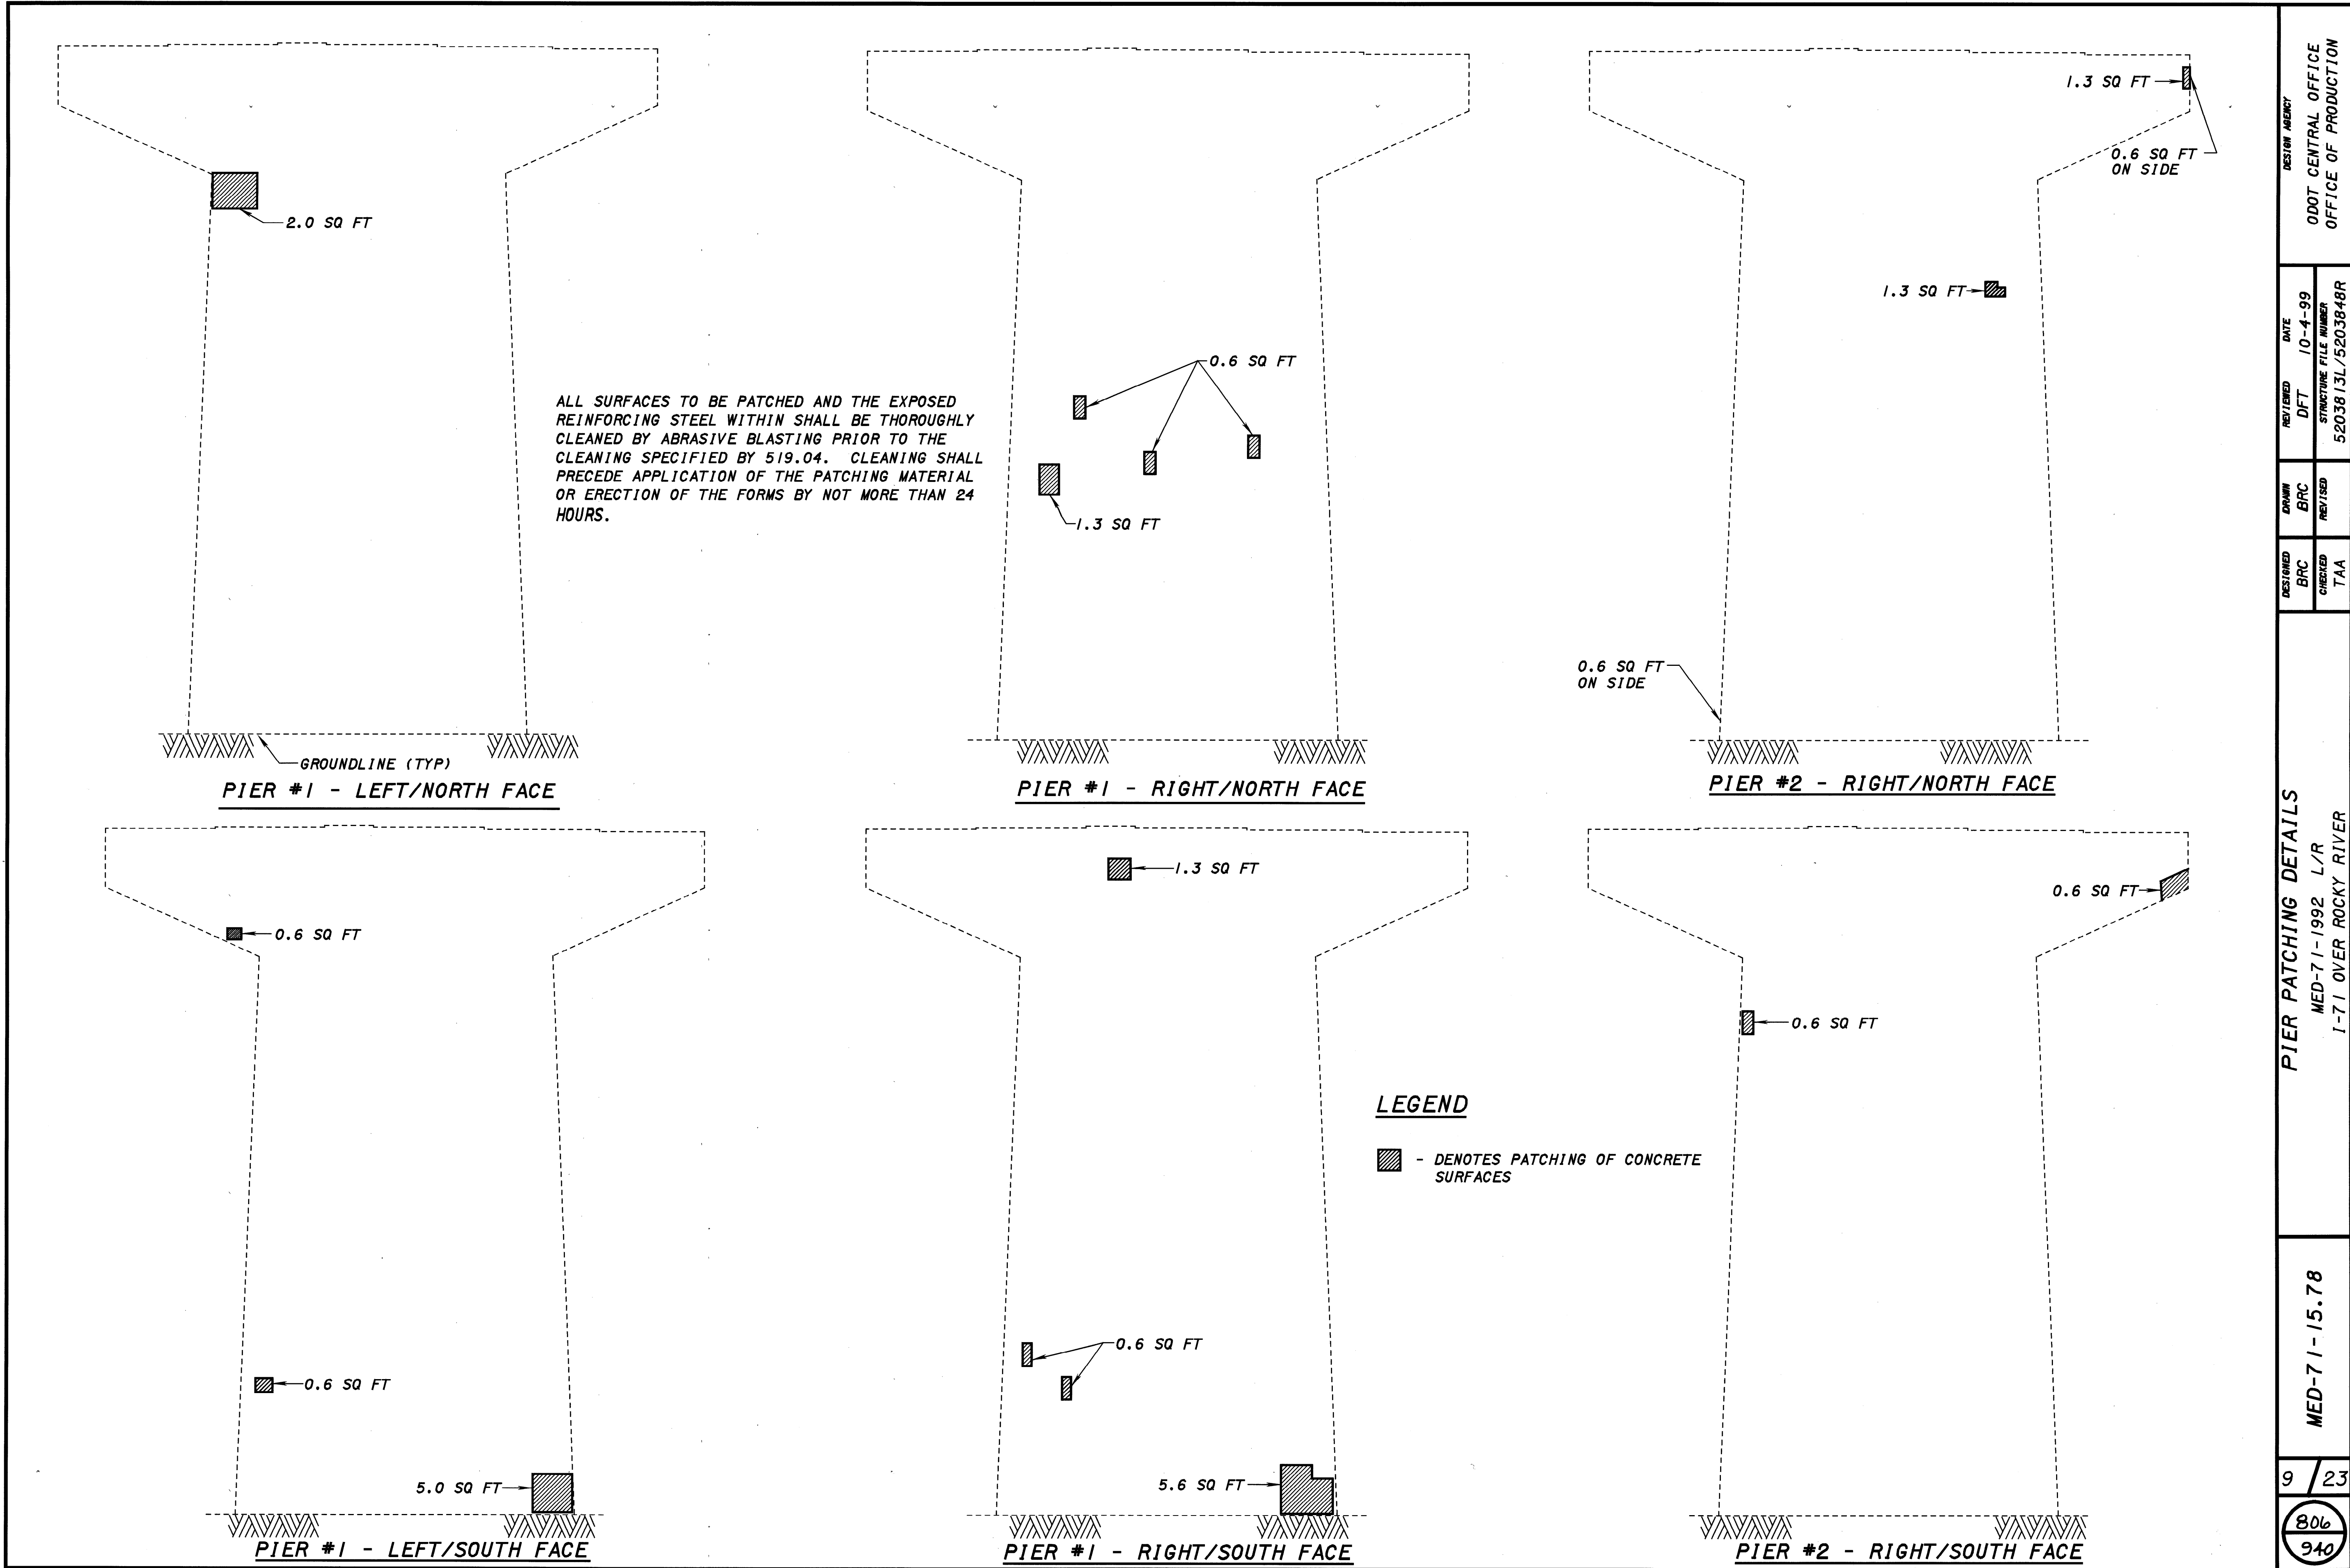 2.0 SQ FT
ALL SURFACES TO BE PATCHED AND THE EXPOSED
REINFORCING STEEL WITHIN SHALL BE THOROUGHLY
CLEANED BY ABRASIVE BLASTING PRIOR TO THE
CLEANING SPECIFIED BY 519.04. CLEANING SHALL
PRECEDE APPLICATION OF THE PATCHING MATERIAL
OR ERECTION OF THE FORMS BY NOT MORE THAN 24
HOURS.
GROUNDLINE (TYP)
PIER #1 - LEFT/NORTH FACE
0.6 SQ FT
1.3 SQ FT
PIER #1 - RIGHT/NORTH FACE
1.3 SQ FT
0.6 SQ FT
ON SIDE
1.3 SQ FT
0.6 SQ FT
ON SIDE
PIER #2 - RIGHT/NORTH FACE
0.6 SQ FT
0.6 SQ FT
5.0 SQ FT
PIER #1 - LEFT/SOUTH FACE
1.3 SQ FT
0.6 SQ FT
5.6 SQ FT
PIER #1 - RIGHT/SOUTH FACE
LEGEND
- DENOTES PATCHING OF CONCRETE
SURFACES
0.6 SQ FT
0.6 SQ FT
PIER #2 - RIGHT/SOUTH FACE
DESIGN AGENCY
ODOT CENTRAL OFFICE
OFFICE OF PRODUCTION
REVIEWED DATE
DFT 10-4-99
STRUCTURE FILE NUMBER
5203813L/5203848R
DRAWN
BRC
REVISED
DESIGNED
BRC
CHECKED
TAA
PIER PATCHING DETAILS
MED-71-1992 L/R
I-71 OVER ROCKY RIVER
MED-71-15.78
9/23
806
940